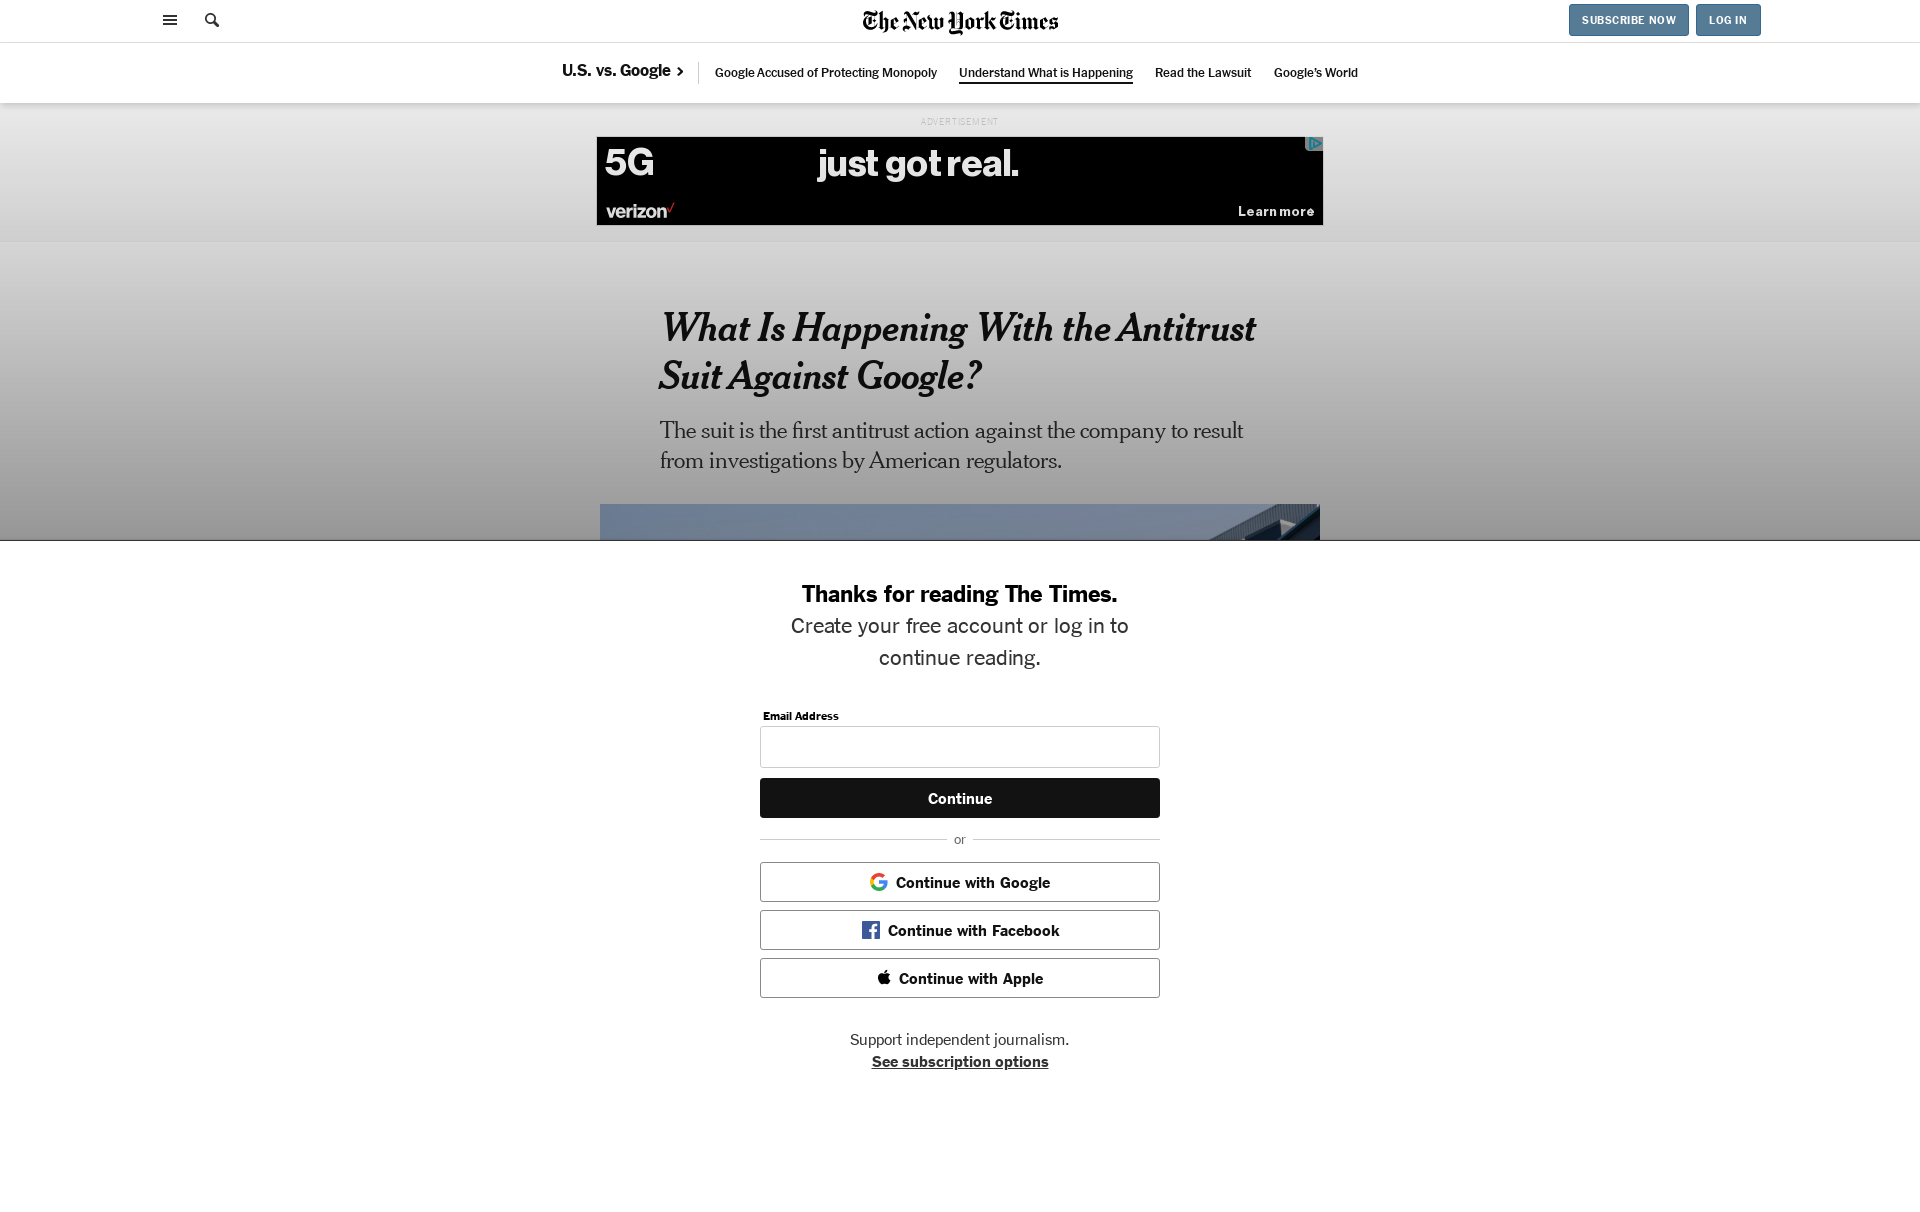 The New York Times
SUBSCRIBE NOW
LOG IN
U.S. vs. Google
Google Accused of Protecting Monopoly
Understand What is Happening
Read the Lawsuit
Google's World
ADVERTISEMENT
5G
just got real.
verizon
Learn more
What Is Happening With the Antitrust
Suit Against Google?
The suit is the first antitrust action against the company to result
from investigations by American regulators.
Thanks for reading The Times.
Create your free account or log in to
continue reading.
Email Address
Continue
or
Continue with Google
Continue with Facebook
Continue with Apple
Support independent journalism.
See subscription options